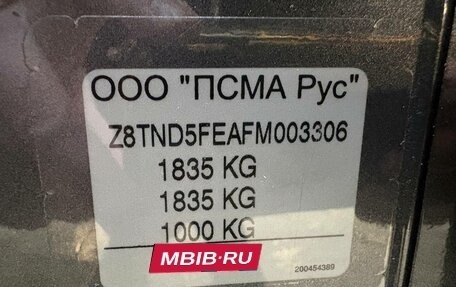 ООО "ПСМА Рус"
Z8TND5FEAFM003306
1835 KG
1835 KG
1000 KG
MBIB·RU
200454389